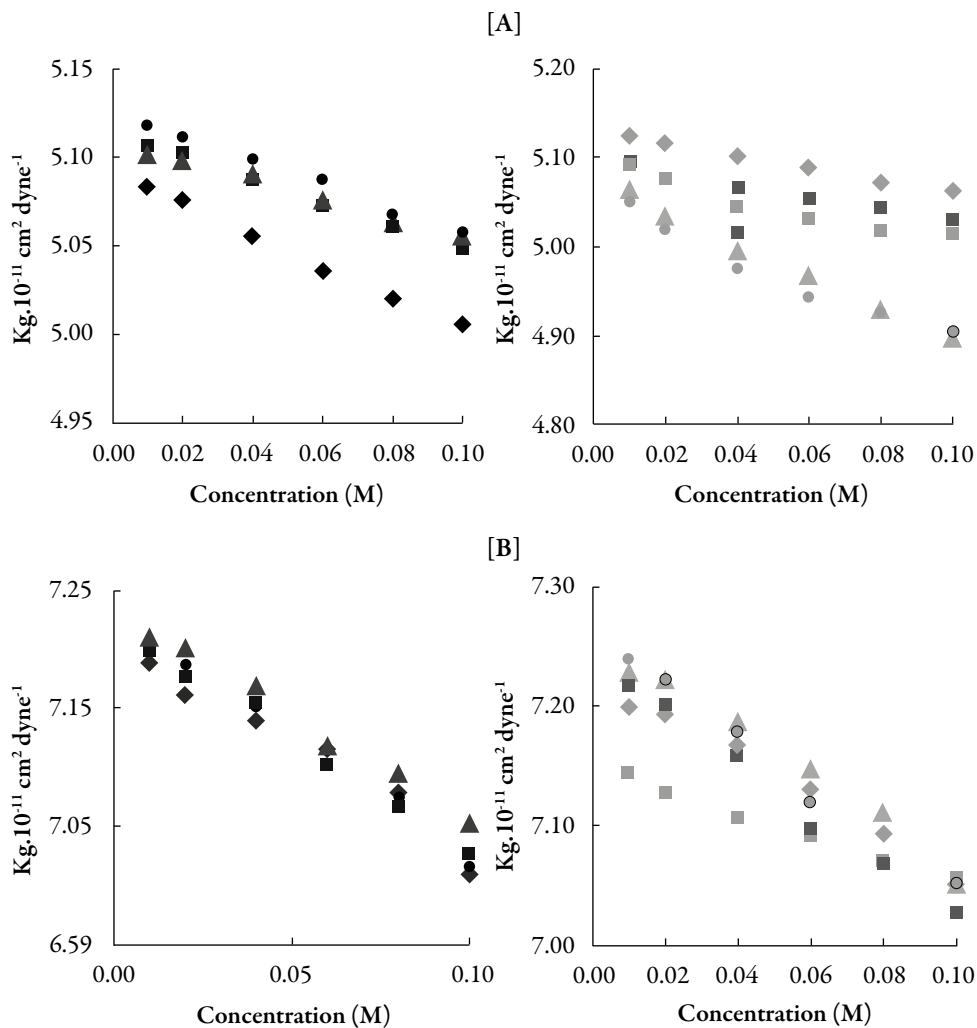 [A]
5.15
5.10
5.05
5.00
4.95
Kg.10⁻¹¹ cm² dyne⁻¹
0.00 0.02 0.04 0.06 0.08 0.10
Concentration (M)
5.20
5.10
5.00
4.90
4.80
Kg.10⁻¹¹ cm² dyne⁻¹
0.00 0.02 0.04 0.06 0.08 0.10
Concentration (M)
[B]
7.25
7.15
7.05
6.59
Kg.10⁻¹¹ cm² dyne⁻¹
0.00 0.05 0.10
Concentration (M)
7.30
7.20
7.10
7.00
Kg.10⁻¹¹ cm² dyne⁻¹
0.00 0.02 0.04 0.06 0.08 0.10
Concentration (M)